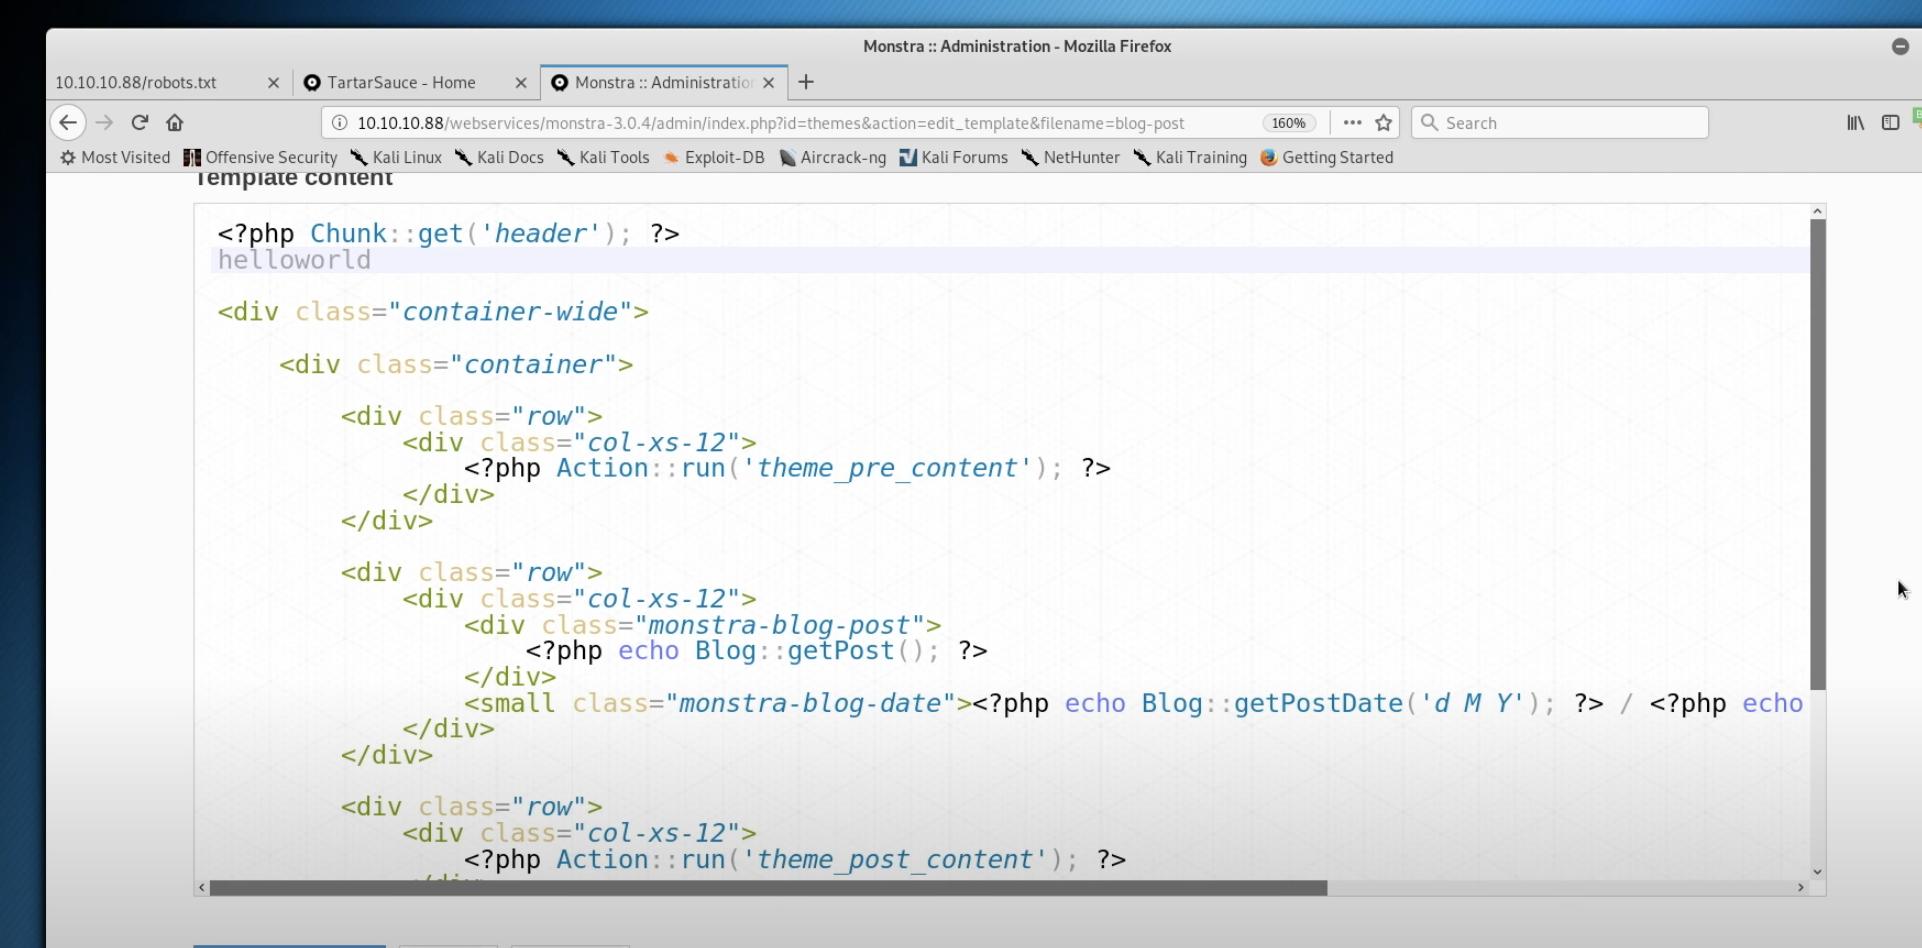 Monstra :: Administration - Mozilla Firefox
10.10.10.88/robots.txt
TartarSauce - Home
Monstra :: Administration
10.10.10.88/webservices/monstra-3.0.4/admin/index.php?id=themes&action=edit_template&filename=blog-post
160%
Search
Most Visited
Offensive Security
Kali Linux
Kali Docs
Kali Tools
Exploit-DB
Aircrack-ng
Kali Forums
NetHunter
Kali Training
Getting Started
Template content
<?php Chunk::get('header'); ?>
helloworld
<div class="container-wide">
<div class="container">
<div class="row">
<div class="col-xs-12">
<?php Action::run('theme_pre_content'); ?>
</div>
</div>
<div class="row">
<div class="col-xs-12">
<div class="monstra-blog-post">
<?php echo Blog::getPost(); ?>
</div>
<small class="monstra-blog-date"><?php echo Blog::getPostDate('d M Y'); ?> / <?php echo
</div>
</div>
<div class="row">
<div class="col-xs-12">
<?php Action::run('theme_post_content'); ?>